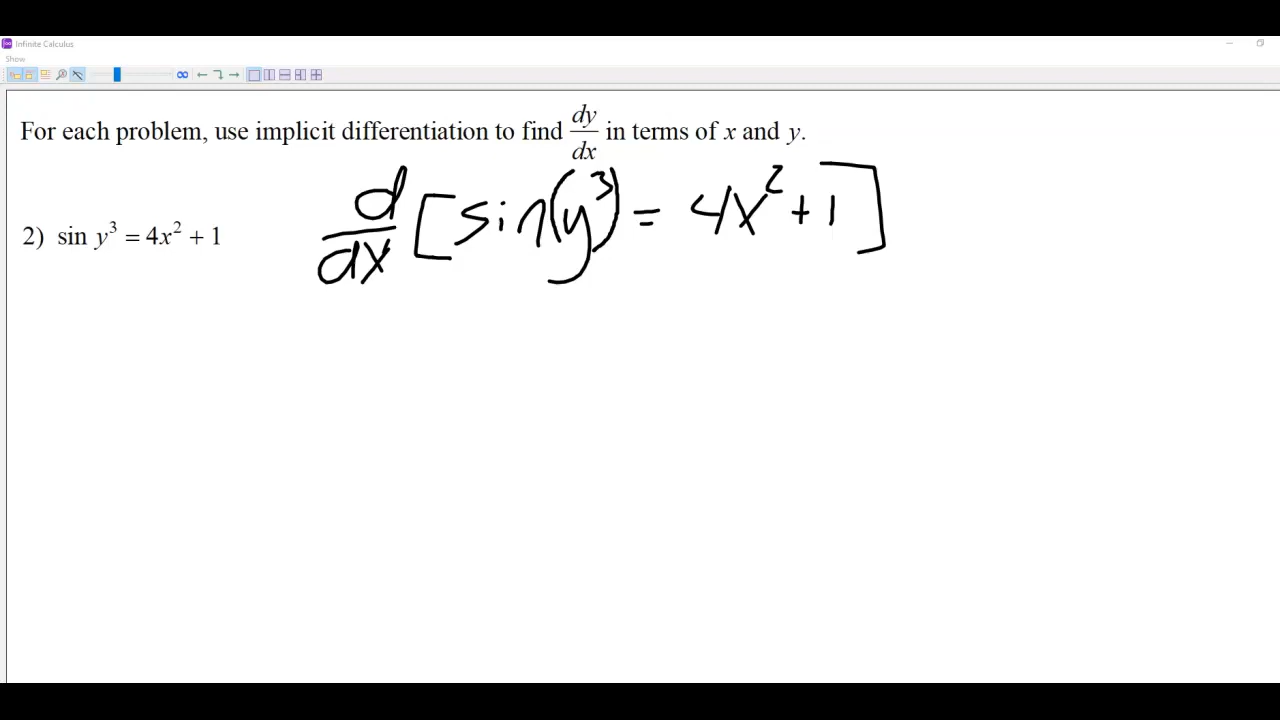 Infinite Calculus
Show
For each problem, use implicit differentiation to find dy/dx in terms of x and y.
d/dx [sin(y³) = 4x² + 1]
2) sin y³ = 4x² + 1